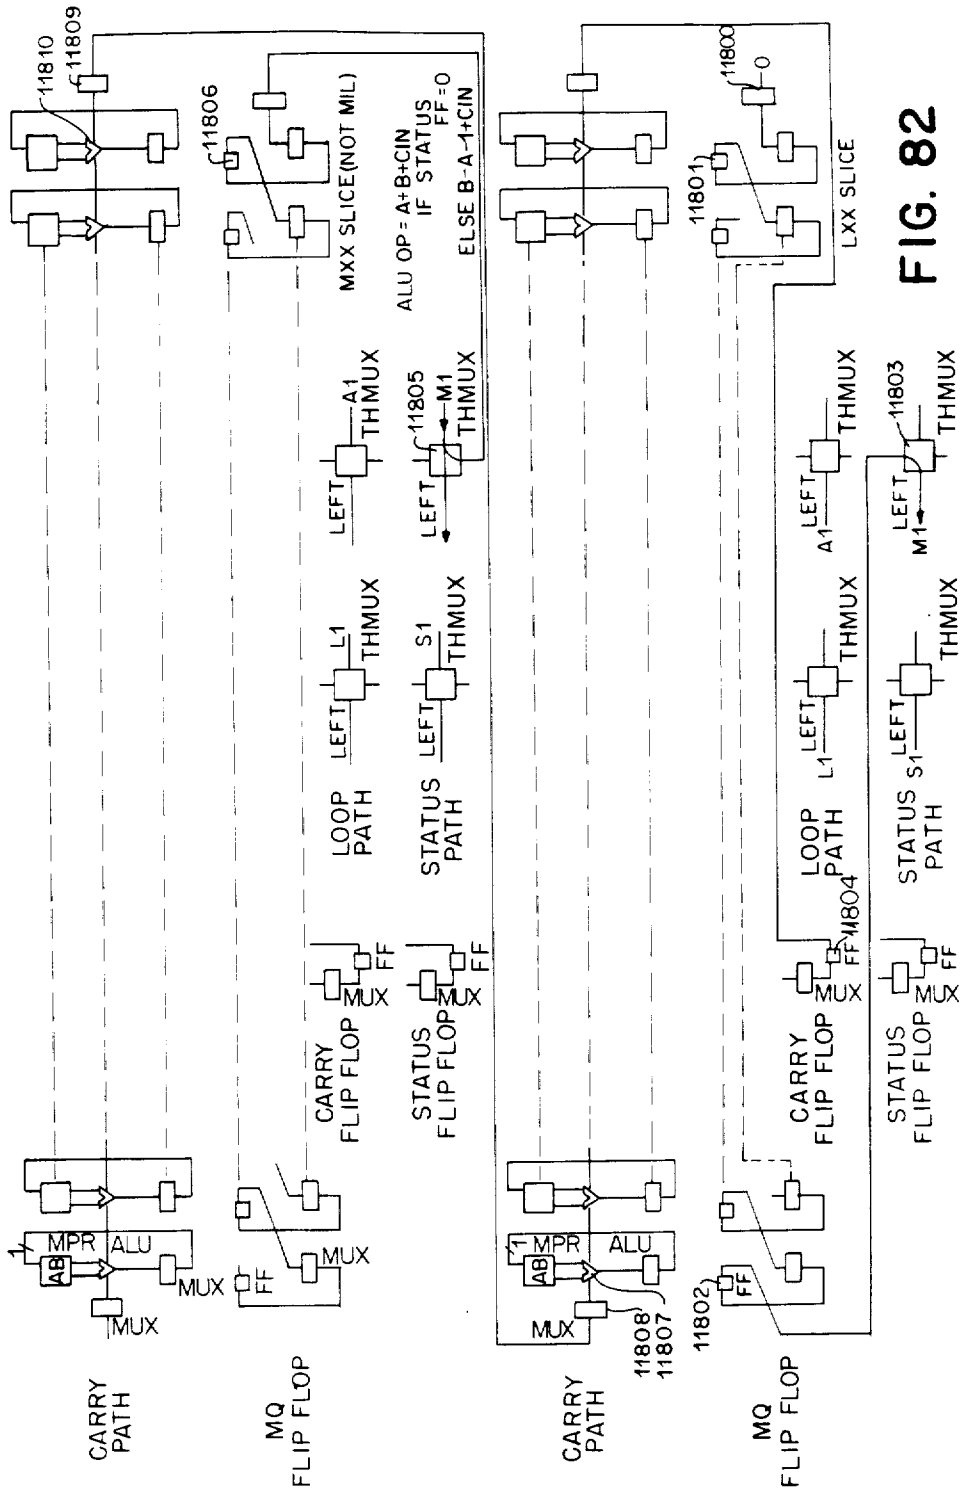 CARRY
PATH
1
MPR ALU
AB
MUX
MUX
11810
11809
MQ
FLIP FLOP
FF
MUX
11806
MXX SLICE (NOT MIL)
ALU OP = A+B+CIN
IF STATUS
FF=0
ELSE B-A-1+CIN
CARRY
FLIP FLOP
MUX
FF
LOOP
PATH
LEFT
L1
THMUX
LEFT
A1
THMUX
STATUS
FLIP FLOP
MUX
FF
STATUS
PATH
LEFT
S1
THMUX
LEFT
11805
M1
THMUX
CARRY
PATH
1
MPR ALU
AB
MUX
11808
11807
MQ
FLIP FLOP
11802
FF
11801
11800
0
LXX SLICE
CARRY
FLIP FLOP
MUX
FF
11804
LOOP
PATH
L1
LEFT
THMUX
A1
LEFT
THMUX
STATUS
FLIP FLOP
MUX
FF
STATUS
PATH
S1
LEFT
THMUX
M1
LEFT
11803
THMUX
FIG. 82